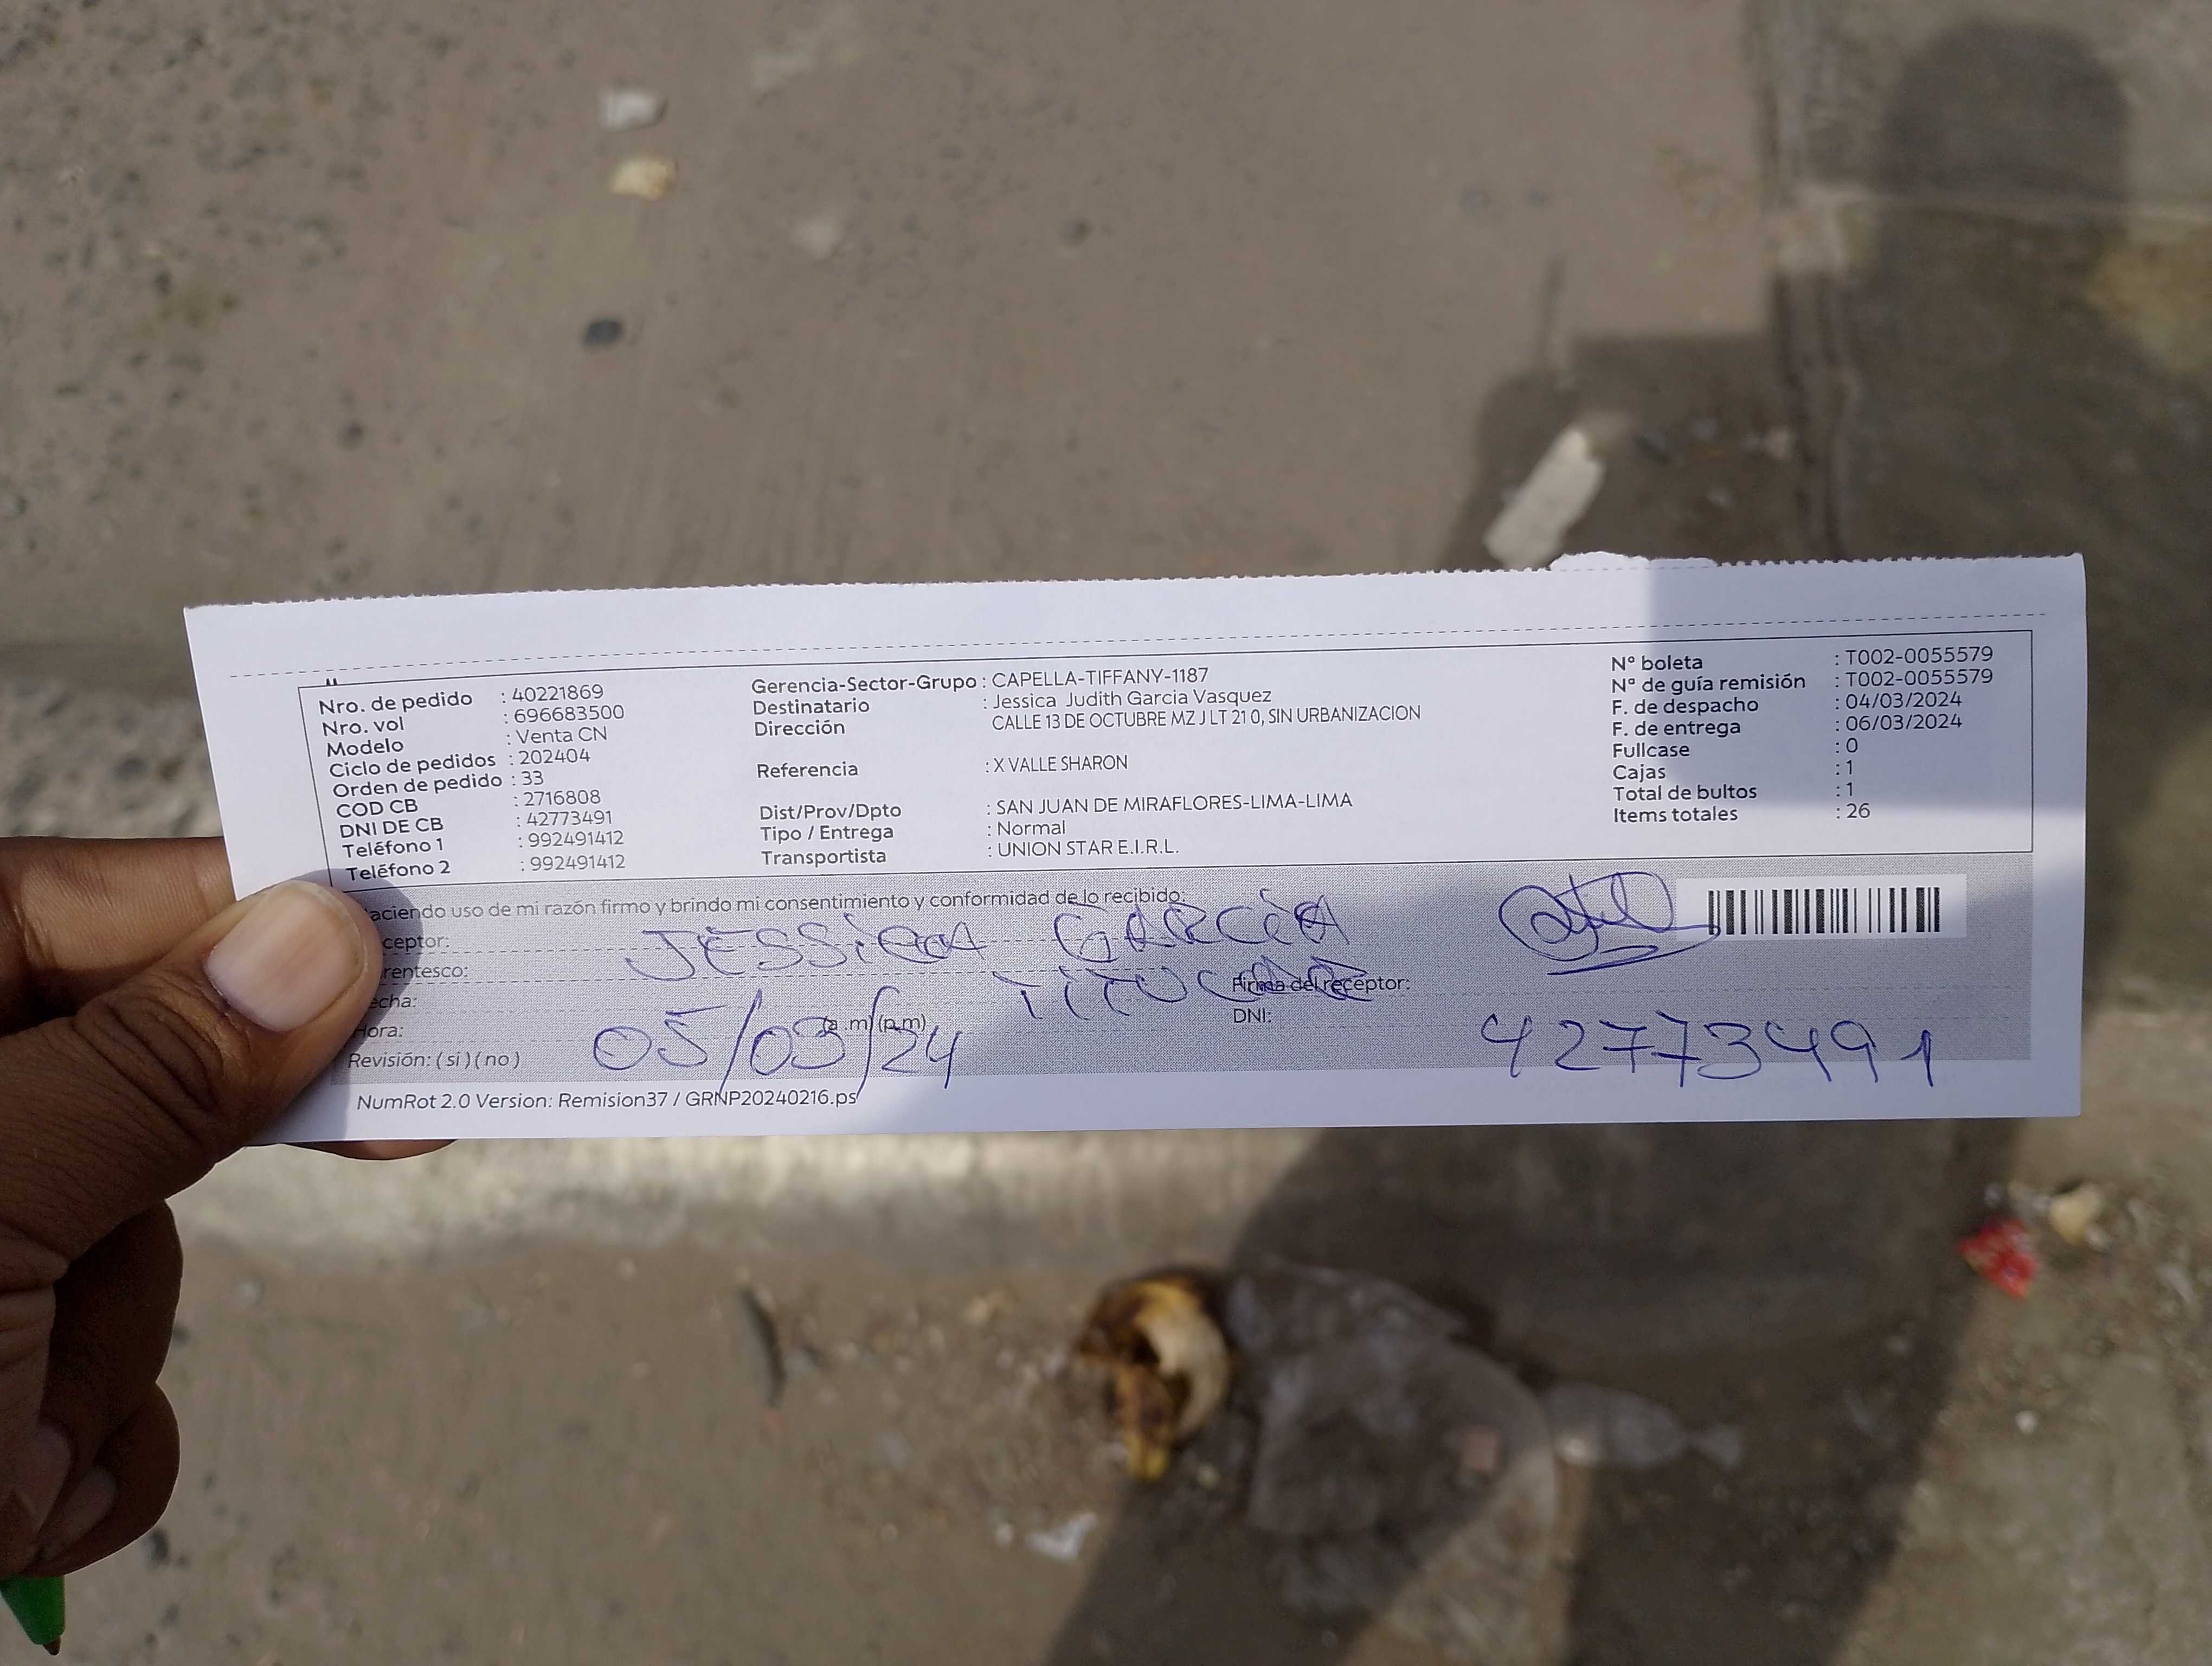 Nro. de pedido : 40221869
Nro. vol : 696683500
Modelo : Venta CN
Ciclo de pedidos : 202404
Orden de pedido : 33
COD CB : 2716808
DNI DE CB : 42773491
Teléfono 1 : 992491412
Teléfono 2 : 992491412
Gerencia-Sector-Grupo : CAPELLA-TIFFANY-1187
Destinatario : Jessica Judith Garcia Vasquez
Dirección CALLE 13 DE OCTUBRE MZ J LT 21 0, SIN URBANIZACION
Referencia : X VALLE SHARON
Dist/Prov/Dpto : SAN JUAN DE MIRAFLORES-LIMA-LIMA
Tipo / Entrega : Normal
Transportista : UNION STAR E.I.R.L.
N° boleta : T002-0055579
N° de guía remisión : T002-0055579
F. de despacho : 04/03/2024
F. de entrega : 06/03/2024
Fullcase : 0
Cajas : 1
Total de bultos : 1
Items totales : 26
aciendo uso de mi razón firmo y brindo mi consentimiento y conformidad de lo recibido:
ceptor: JESSiCA GARCiA
rentesco: TiTULAR
echa: 05/03/24
Firma del receptor:
Hora: (a .m) (p.m)
DNI: 42773491
Revisión: ( si ) ( no )
NumRot 2.0 Version: Remision37 / GRNP20240216.ps